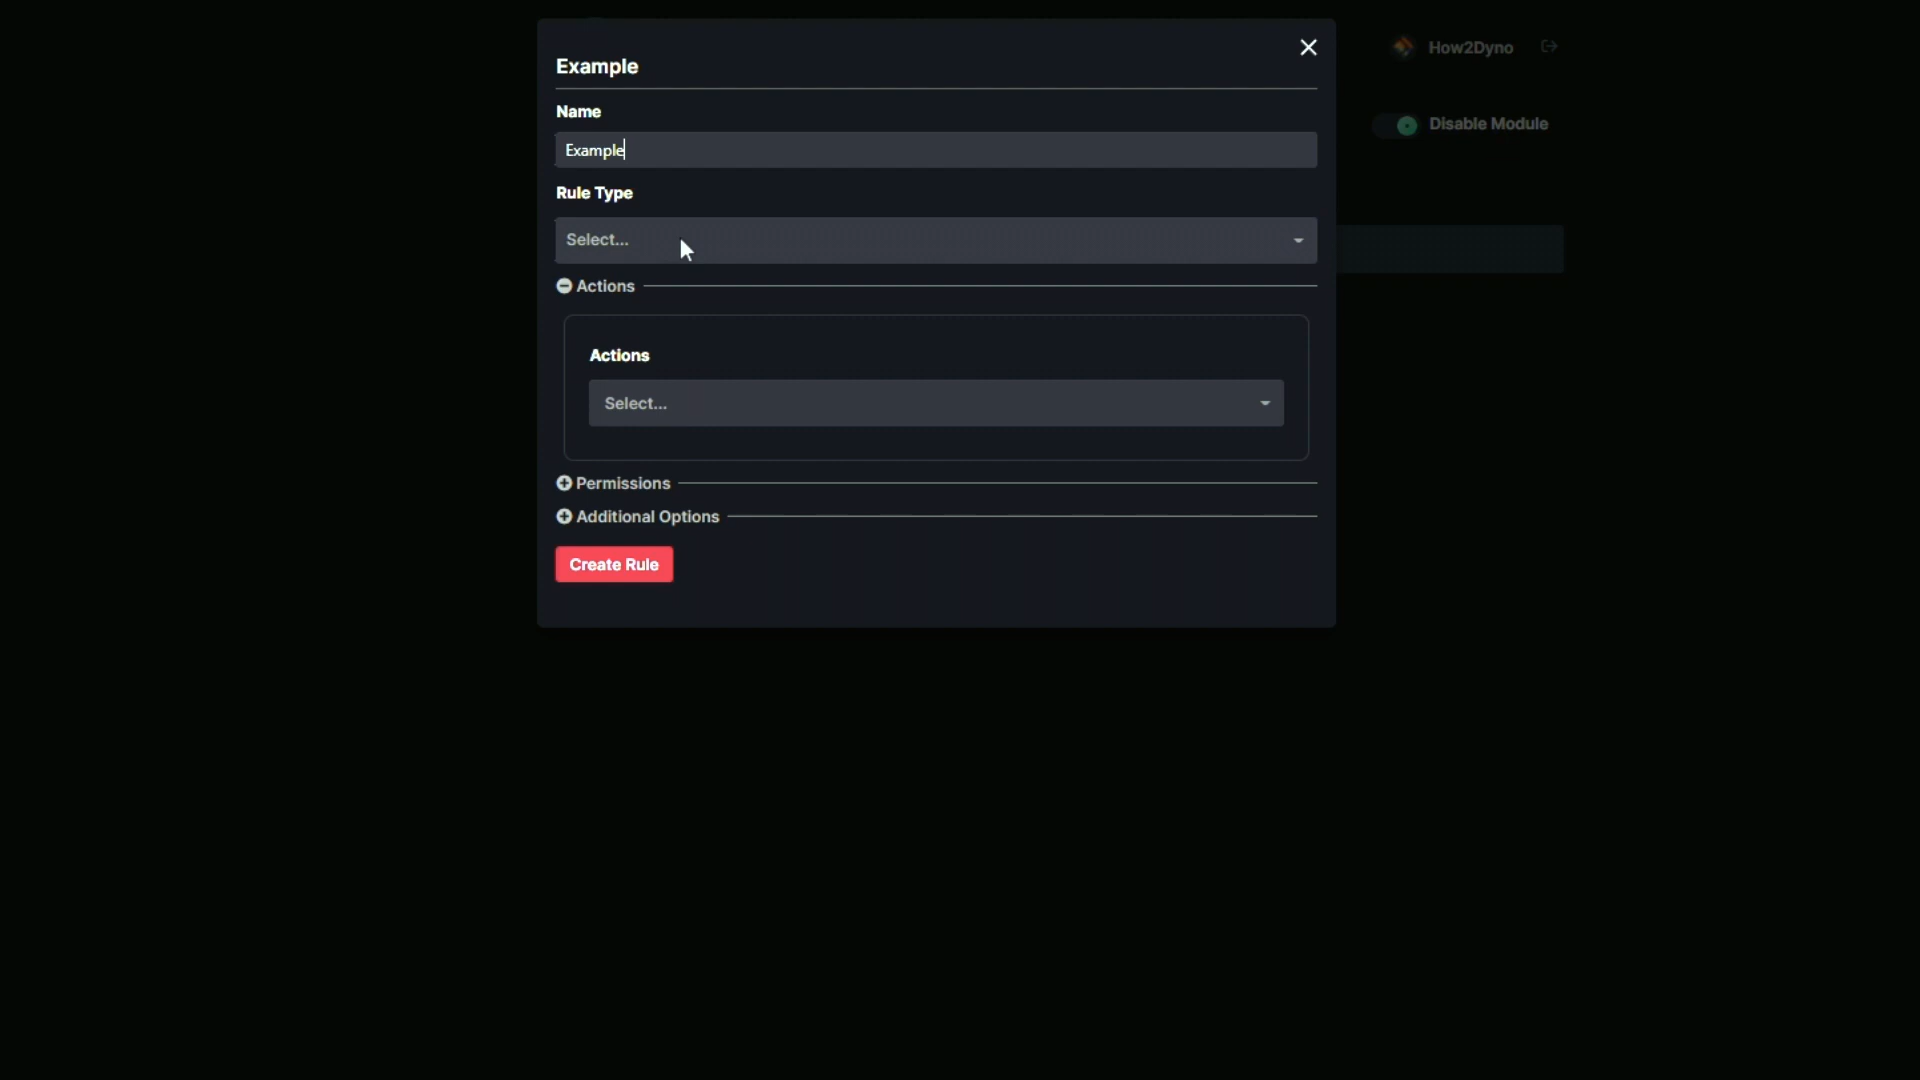 How2Dyno
Example
Name
Example
Disable Module
Rule Type
Select...
Actions
Actions
Select...
Permissions
Additional Options
Create Rule